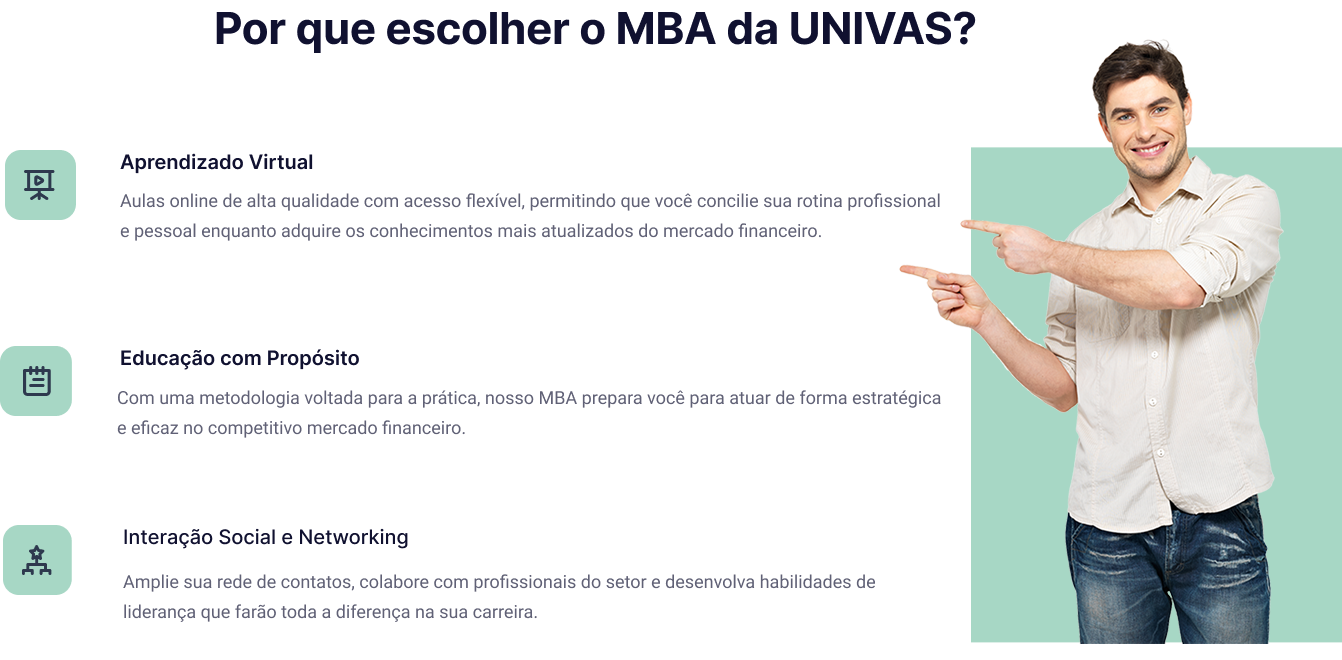 Por que escolher o MBA da UNIVAS?
Aprendizado Virtual
Aulas online de alta qualidade com acesso flexível, permitindo que você concilie sua rotina profissional
e pessoal enquanto adquire os conhecimentos mais atualizados do mercado financeiro.
Educação com Propósito
Com uma metodologia voltada para a prática, nosso MBA prepara você para atuar de forma estratégica
e eficaz no competitivo mercado financeiro.
Interação Social e Networking
Amplie sua rede de contatos, colabore com profissionais do setor e desenvolva habilidades de
liderança que farão toda a diferença na sua carreira.